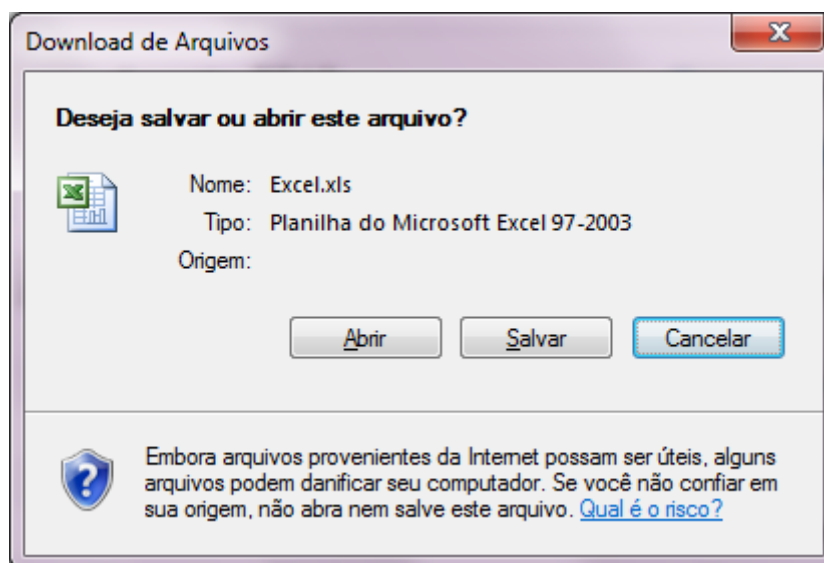 Download de Arquivos
Deseja salvar ou abrir este arquivo?
Nome: Excel.xls
Tipo: Planilha do Microsoft Excel 97-2003
Origem:
Abrir Salvar Cancelar
Embora arquivos provenientes da Internet possam ser úteis, alguns
arquivos podem danificar seu computador. Se você não confiar em
sua origem, não abra nem salve este arquivo. Qual é o risco?